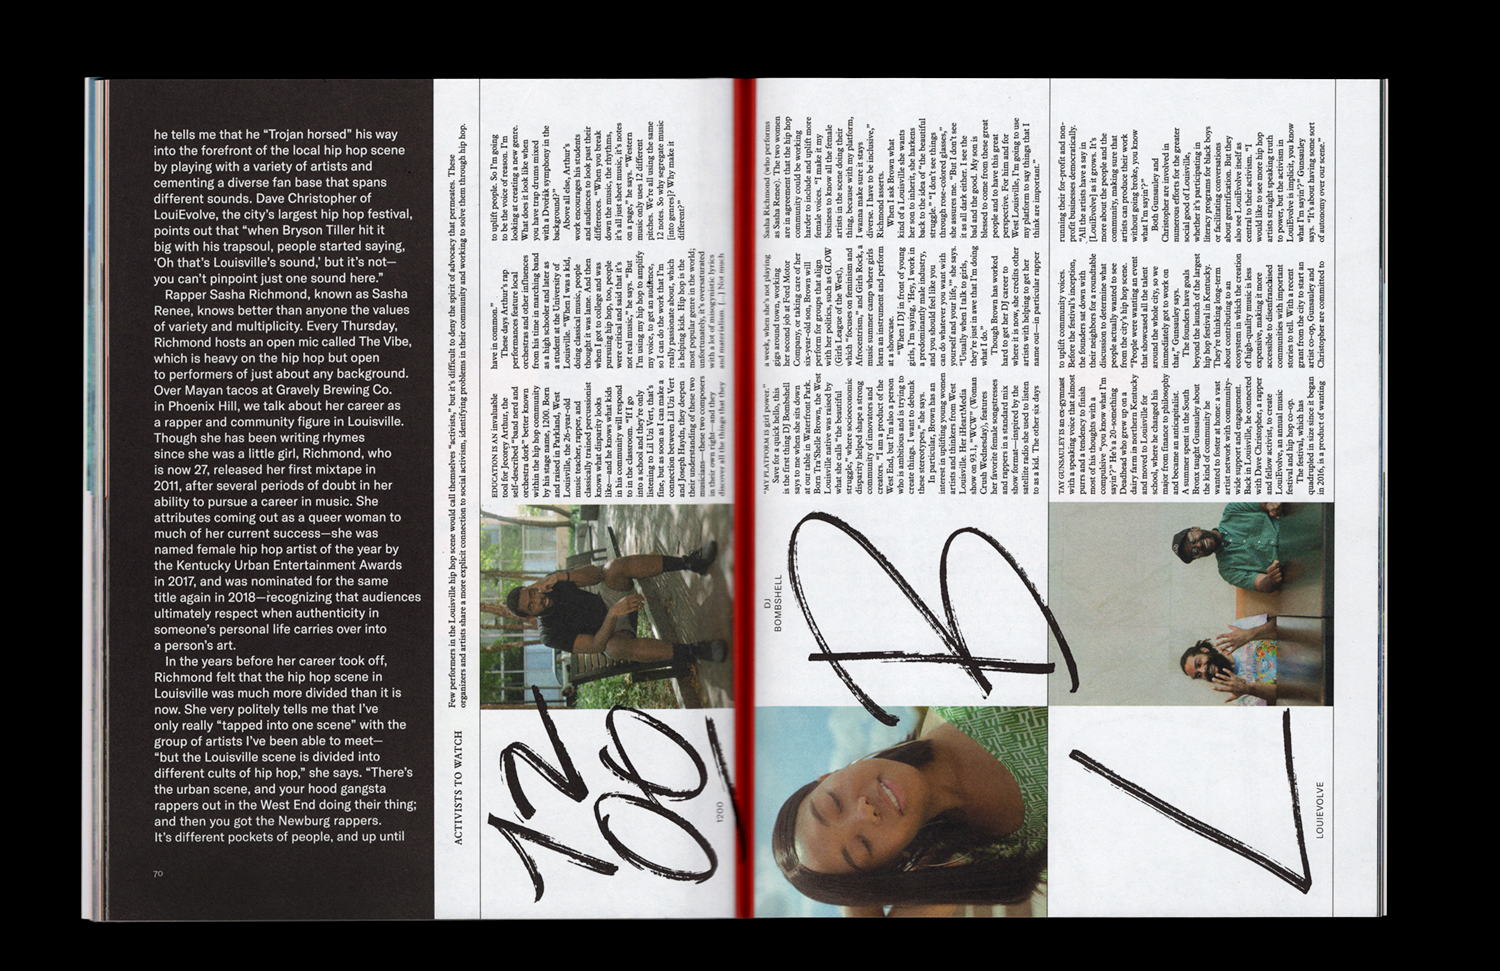 he tells me that he “Trojan horsed” his way
into the forefront of the local hip hop scene
by playing with a variety of artists and
cementing a diverse fan base that spans
different sounds. Dave Christopher of
LouiEvolve, the city’s largest hip hop festival,
points out that “when Bryson Tiller hit it
big with his trapsoul, people started saying,
‘Oh that’s Louisville’s sound,’ but it’s not—
you can’t pinpoint just one sound here.”
Rapper Sasha Richmond, known as Sasha
Renee, knows better than anyone the values
of variety and multiplicity. Every Thursday,
Richmond hosts an open mic called The Vibe,
which is heavy on the hip hop but open
to performers of just about any background.
Over Mayan tacos at Gravely Brewing Co.
in Phoenix Hill, we talk about her career as
a rapper and community figure in Louisville.
Though she has been writing rhymes
since she was a little girl, Richmond, who
is now 27, released her first mixtape in
2011, after several periods of doubt in her
ability to pursue a career in music. She
attributes coming out as a queer woman to
much of her current success—she was
named female hip hop artist of the year by
the Kentucky Urban Entertainment Awards
in 2017, and was nominated for the same
title again in 2018—recognizing that audiences
ultimately respect when authenticity in
someone’s personal life carries over into
a person’s art.
In the years before her career took off,
Richmond felt that the hip hop scene in
Louisville was much more divided than it is
now. She very politely tells me that I’ve
only really “tapped into one scene” with the
group of artists I’ve been able to meet—
“but the Louisville scene is divided into
different cults of hip hop,” she says. “There’s
the urban scene, and your hood gangsta
rappers out in the West End doing their thing;
and then you got the Newburg rappers.
It’s different pockets of people, and up until
70
ACTIVISTS TO WATCH
Few performers in the Louisville hip hop scene would call themselves “activists,” but it’s difficult to deny the spirit of advocacy that permeates. These
organizers and artists share a more explicit connection to social activism, identifying problems in their community and working to solve them through hip hop.
1200
1200
EDUCATION IS AN invaluable
tool for Jecorey Arthur, the
self-described “band nerd and
orchestra dork” better known
within the hip hop community
by his stage name, 1200. Born
and raised in Parkland, West
Louisville, the 26-year-old
music teacher, rapper, and
classically trained percussionist
knows what disparity looks
like—and he knows what kids
in his community will respond
to in the classroom. “If I go
into a school and they’re only
listening to Lil Uzi Vert, that’s
fine, but as soon as I can make a
connection between Lil Uzi Vert
and Joseph Haydn, they deepen
their understanding of these two
musicians—these two composers
in their own right—and they
discover all the things that they
have in common.”
These days, Arthur’s rap
performances feature local
orchestras and other influences
from his time in marching band
as a high schooler and later as
a student at the University of
Louisville. “When I was a kid,
doing classical music, people
thought it was lame. And then
when I got to college and was
pursuing hip hop, too, people
were cynical and said that it’s
not real music,” he says. “But
I’m using my hip hop to amplify
my voice, to get an audience,
so I can do the work that I’m
really passionate about, which
is helping kids. Hip hop is the
most popular genre in the world;
unfortunately, it’s oversaturated
with a lot of misogynistic lyrics
and materialism. [...] Not much
to uplift people. So I’m going
to be the voice of reason. I’m
looking at creating a new genre.
What does it look like when
you have trap drums mixed
with a Dvořák symphony in the
background?”
Above all else, Arthur’s
work encourages his students
and audiences to look past their
differences. “When you break
down the music, the rhythms,
it’s all just sheet music, it’s notes
on a page,” he says. “Western
music only uses 12 different
pitches. We’re all using the same
12 notes. So why segregate music
[into genres]? Why make it
different?”
DJ
BOMBSHELL
“MY PLATFORM IS girl power.”
Save for a quick hello, this
is the first thing DJ Bombshell
says to me when she sits down
at our table in Waterfront Park.
Born Tra’Shelle Brown, the West
Louisville native was raised by
what she calls “the beautiful
struggle,” where socioeconomic
disparity helped shape a strong
community of advocates and
creators. “I am a product of the
West End, but I’m also a person
who is ambitious and is trying to
create things. I want to debunk
these stereotypes,” she says.
In particular, Brown has an
interest in uplifting young women
artists and thinkers from West
Louisville. Her iHeartMedia
show on 93.1, “WCW” (Woman
Crush Wednesday), features
her favorite female songstresses
and rappers in a standard mix
show format—inspired by the
satellite radio she used to listen
to as a kid. The other six days
a week, when she’s not playing
gigs around town, working
her second job at Ford Motor
Company, or taking care of her
six-year-old son, Brown will
perform for groups that align
with her politics, such as GLOW
(Girls League of the West),
which “focuses on feminism and
Afrocentrism,” and Girls Rock, a
music summer camp where girls
learn an instrument and perform
at a showcase.
“When I DJ in front of young
girls, I’m saying, ‘Hey, I work in
a predominantly male industry,
and you should feel like you
can do whatever you want with
yourself and your life,’” she says.
“Usually when I talk to girls,
they’re just in awe that I’m doing
what I do.”
Though Brown has worked
hard to get her DJ career to
where it is now, she credits other
artists with helping to get her
name out—in particular rapper
Sasha Richmond (who performs
as Sasha Renee). The two women
are in agreement that the hip hop
community could be working
harder to include and uplift more
female voices. “I make it my
business to know all the female
artists in the scene doing their
thing, because with my platform,
I wanna make sure it stays
diverse. I have to be inclusive,”
Richmond asserts.
When I ask Brown what
kind of a Louisville she wants
her son to inherit, she harkens
back to the idea of “the beautiful
struggle.” “I don’t see things
through rose-colored glasses,”
she assures me. “But I don’t see
it as all dark either. I see the
bad and the good. My son is
blessed to come from these great
people and to have this great
perspective. For him and for
West Louisville, I’m going to use
my platform to say things that I
think are important.”
LOUIEVOLVE
TAY GUNSAULEY IS AN ex-gymnast
with a speaking voice that almost
purrs and a tendency to finish
most of his thoughts with a
compulsive “you know what I’m
sayin’?” He’s a 20-something
Deadhead who grew up on a
dairy farm in northern Kentucky
and moved to Louisville for
school, where he changed his
major from finance to philosophy
and became an anticapitalist.
A summer spent in the South
Bronx taught Gunsauley about
the kind of community he
wanted to foster at home: a vast
artist network with community-
wide support and engagement.
Back in Louisville, he connected
with Dave Christopher, a rapper
and fellow activist, to create
LouiEvolve, an annual music
festival and hip hop co-op.
The festival, which has
quadrupled in size since it began
in 2016, is a product of wanting
to uplift community voices.
Before the festival’s inception,
the founders sat down with
their neighbors for a roundtable
discussion to determine what
people actually wanted to see
from the city’s hip hop scene.
“People were wanting an event
that showcased all the talent
around the whole city, so we
immediately got to work on
that,” Gunsauley says.
The founders have goals
beyond the launch of the largest
hip hop festival in Kentucky.
They’re thinking long-term
about contributing to an
ecosystem in which the creation
of high-quality music is less
expensive, making it more
accessible to disenfranchised
communities with important
stories to tell. Using a recent
grant from the city to start an
artist co-op, Gunsauley and
Christopher are committed to
running their for-profit and non-
profit businesses democratically.
“All the artists have a say in
[LouiEvolve] as it grows. It’s
more about the people and the
community, making sure that
artists can produce their work
without going broke, you know
what I’m sayin’?”
Both Gunsauley and
Christopher are involved in
numerous efforts for the greater
social good of Louisville,
whether it’s participating in
literacy programs for black boys
or facilitating conversations
about gentrification. But they
also see LouiEvolve itself as
central to their activism. “I
would like to see more hip hop
artists straight speaking truth
to power, but the activism in
LouiEvolve is implicit, you know
what I’m sayin’?” Gunsauley
says. “It’s about having some sort
of autonomy over our scene.”